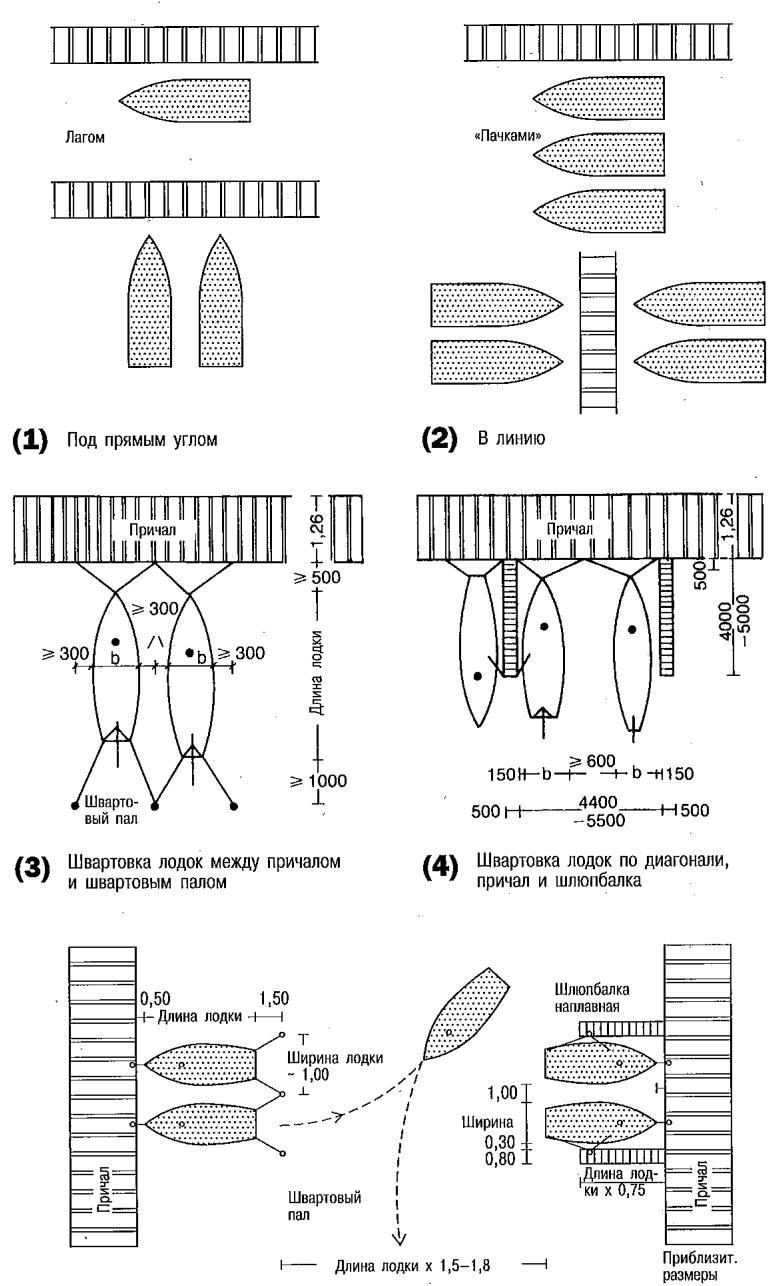 Лагом
«Пачками»
(1) Под прямым углом
(2) В линию
Причал
1,26
⩾ 500
⩾ 300
⩾ 300
b
b
⩾ 300
Длина лодки
⩾ 1000
Шварто-
вый пал
Причал
1,26
500
4000
–5000
⩾ 600
150
b
b
150
500
4400
–5500
500
(3) Швартовка лодок между причалом
и швартовым палом
(4) Швартовка лодок по диагонали,
причал и шлюпбалка
0,50
1,50
Длина лодки
Ширина лодки
~ 1,00
Причал
Швартовый
пал
Шлюпбалка
наплавная
1,00
Ширина
0,30
0,80
Длина лод-
ки x 0,75
Причал
Длина лодки x 1,5–1,8
Приблизит.
размеры